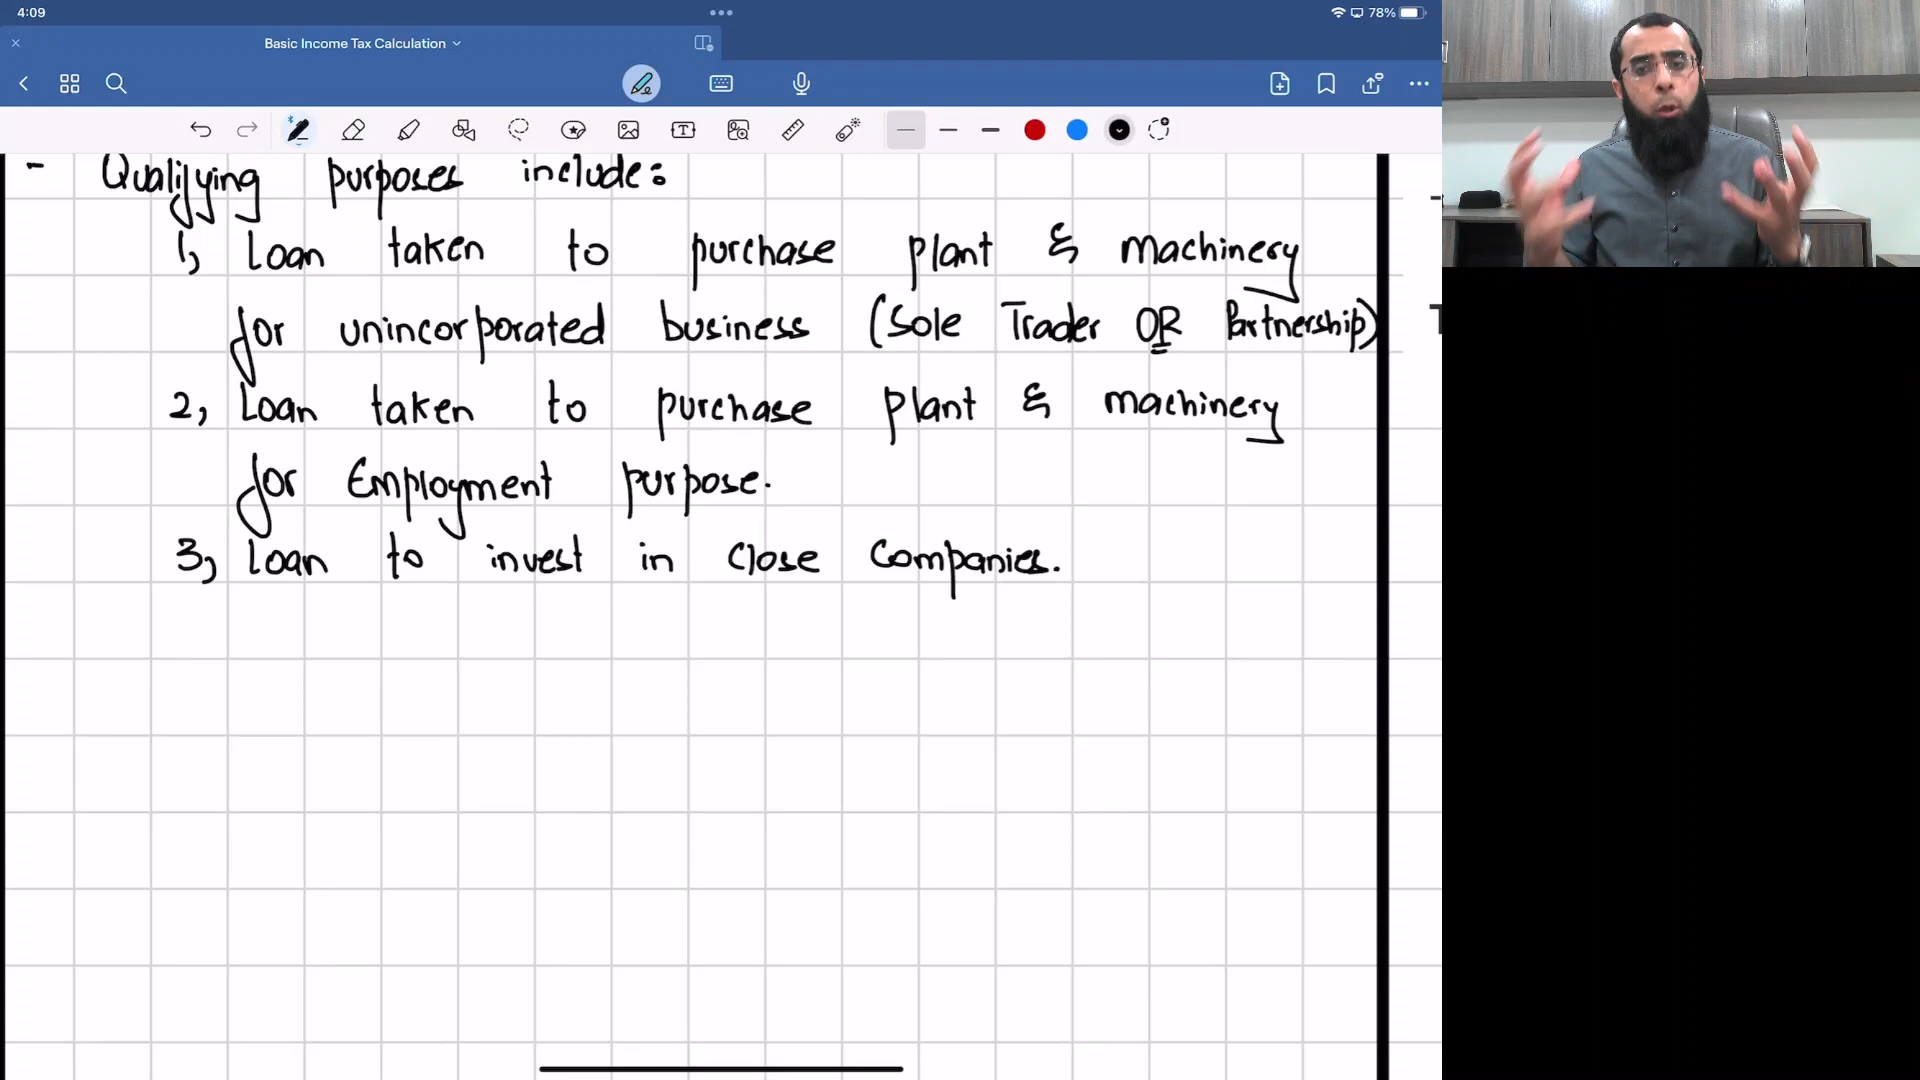 4:09
78%
Basic Income Tax Calculation
- Qualifying purposes include:
1, Loan taken to purchase plant & machinery
for unincorporated business (Sole Trader OR Partnership)
2, Loan taken to purchase plant & machinery
for Employment purpose.
3, Loan to invest in close companies.